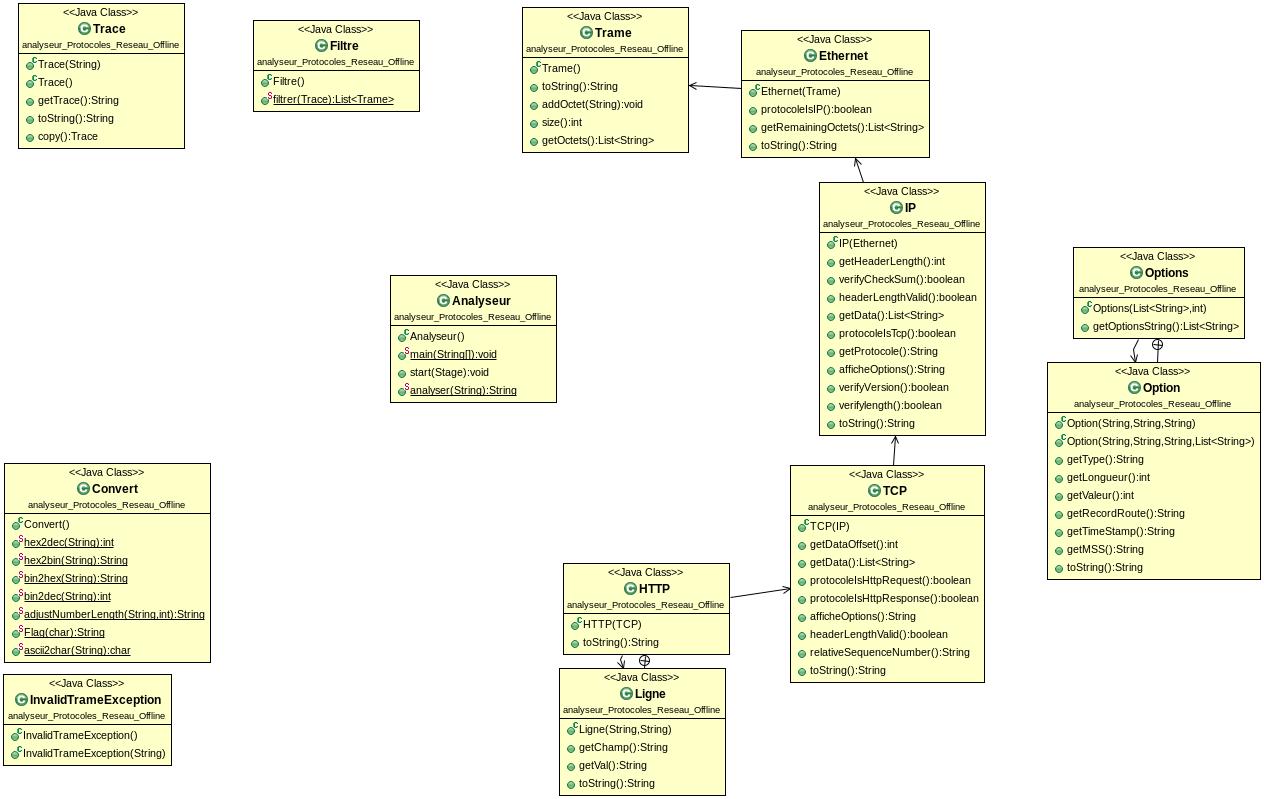 <<Java Class>>
Trace
analyseur_Protocoles_Reseau_Offline
Trace(String)
Trace()
getTrace():String
toString():String
copy():Trace
<<Java Class>>
Filtre
analyseur_Protocoles_Reseau_Offline
Filtre()
filtrer(Trace):List<Trame>
<<Java Class>>
Trame
analyseur_Protocoles_Reseau_Offline
Trame()
toString():String
addOctet(String):void
size():int
getOctets():List<String>
<<Java Class>>
Ethernet
analyseur_Protocoles_Reseau_Offline
Ethernet(Trame)
protocoleIsIP():boolean
getRemainingOctets():List<String>
toString():String
<<Java Class>>
IP
analyseur_Protocoles_Reseau_Offline
IP(Ethernet)
getHeaderLength():int
verifyCheckSum():boolean
headerLengthValid():boolean
getData():List<String>
protocoleIsTcp():boolean
getProtocole():String
afficheOptions():String
verifyVersion():boolean
verifylength():boolean
toString():String
<<Java Class>>
Options
analyseur_Protocoles_Reseau_Offline
Options(List<String>,int)
getOptionsString():List<String>
<<Java Class>>
Analyseur
analyseur_Protocoles_Reseau_Offline
Analyseur()
main(String[]):void
start(Stage):void
analyser(String):String
<<Java Class>>
Option
analyseur_Protocoles_Reseau_Offline
Option(String,String,String)
Option(String,String,String,List<String>)
getType():String
getLongueur():int
getValeur():int
getRecordRoute():String
getTimeStamp():String
getMSS():String
toString():String
<<Java Class>>
Convert
analyseur_Protocoles_Reseau_Offline
Convert()
hex2dec(String):int
hex2bin(String):String
bin2hex(String):String
bin2dec(String):int
adjustNumberLength(String,int):String
Flag(char):String
ascii2char(String):char
<<Java Class>>
TCP
analyseur_Protocoles_Reseau_Offline
TCP(IP)
getDataOffset():int
getData():List<String>
protocoleIsHttpRequest():boolean
protocoleIsHttpResponse():boolean
afficheOptions():String
headerLengthValid():boolean
relativeSequenceNumber():String
toString():String
<<Java Class>>
HTTP
analyseur_Protocoles_Reseau_Offline
HTTP(TCP)
toString():String
<<Java Class>>
Ligne
analyseur_Protocoles_Reseau_Offline
Ligne(String,String)
getChamp():String
getVal():String
toString():String
<<Java Class>>
InvalidTrameException
analyseur_Protocoles_Reseau_Offline
InvalidTrameException()
InvalidTrameException(String)